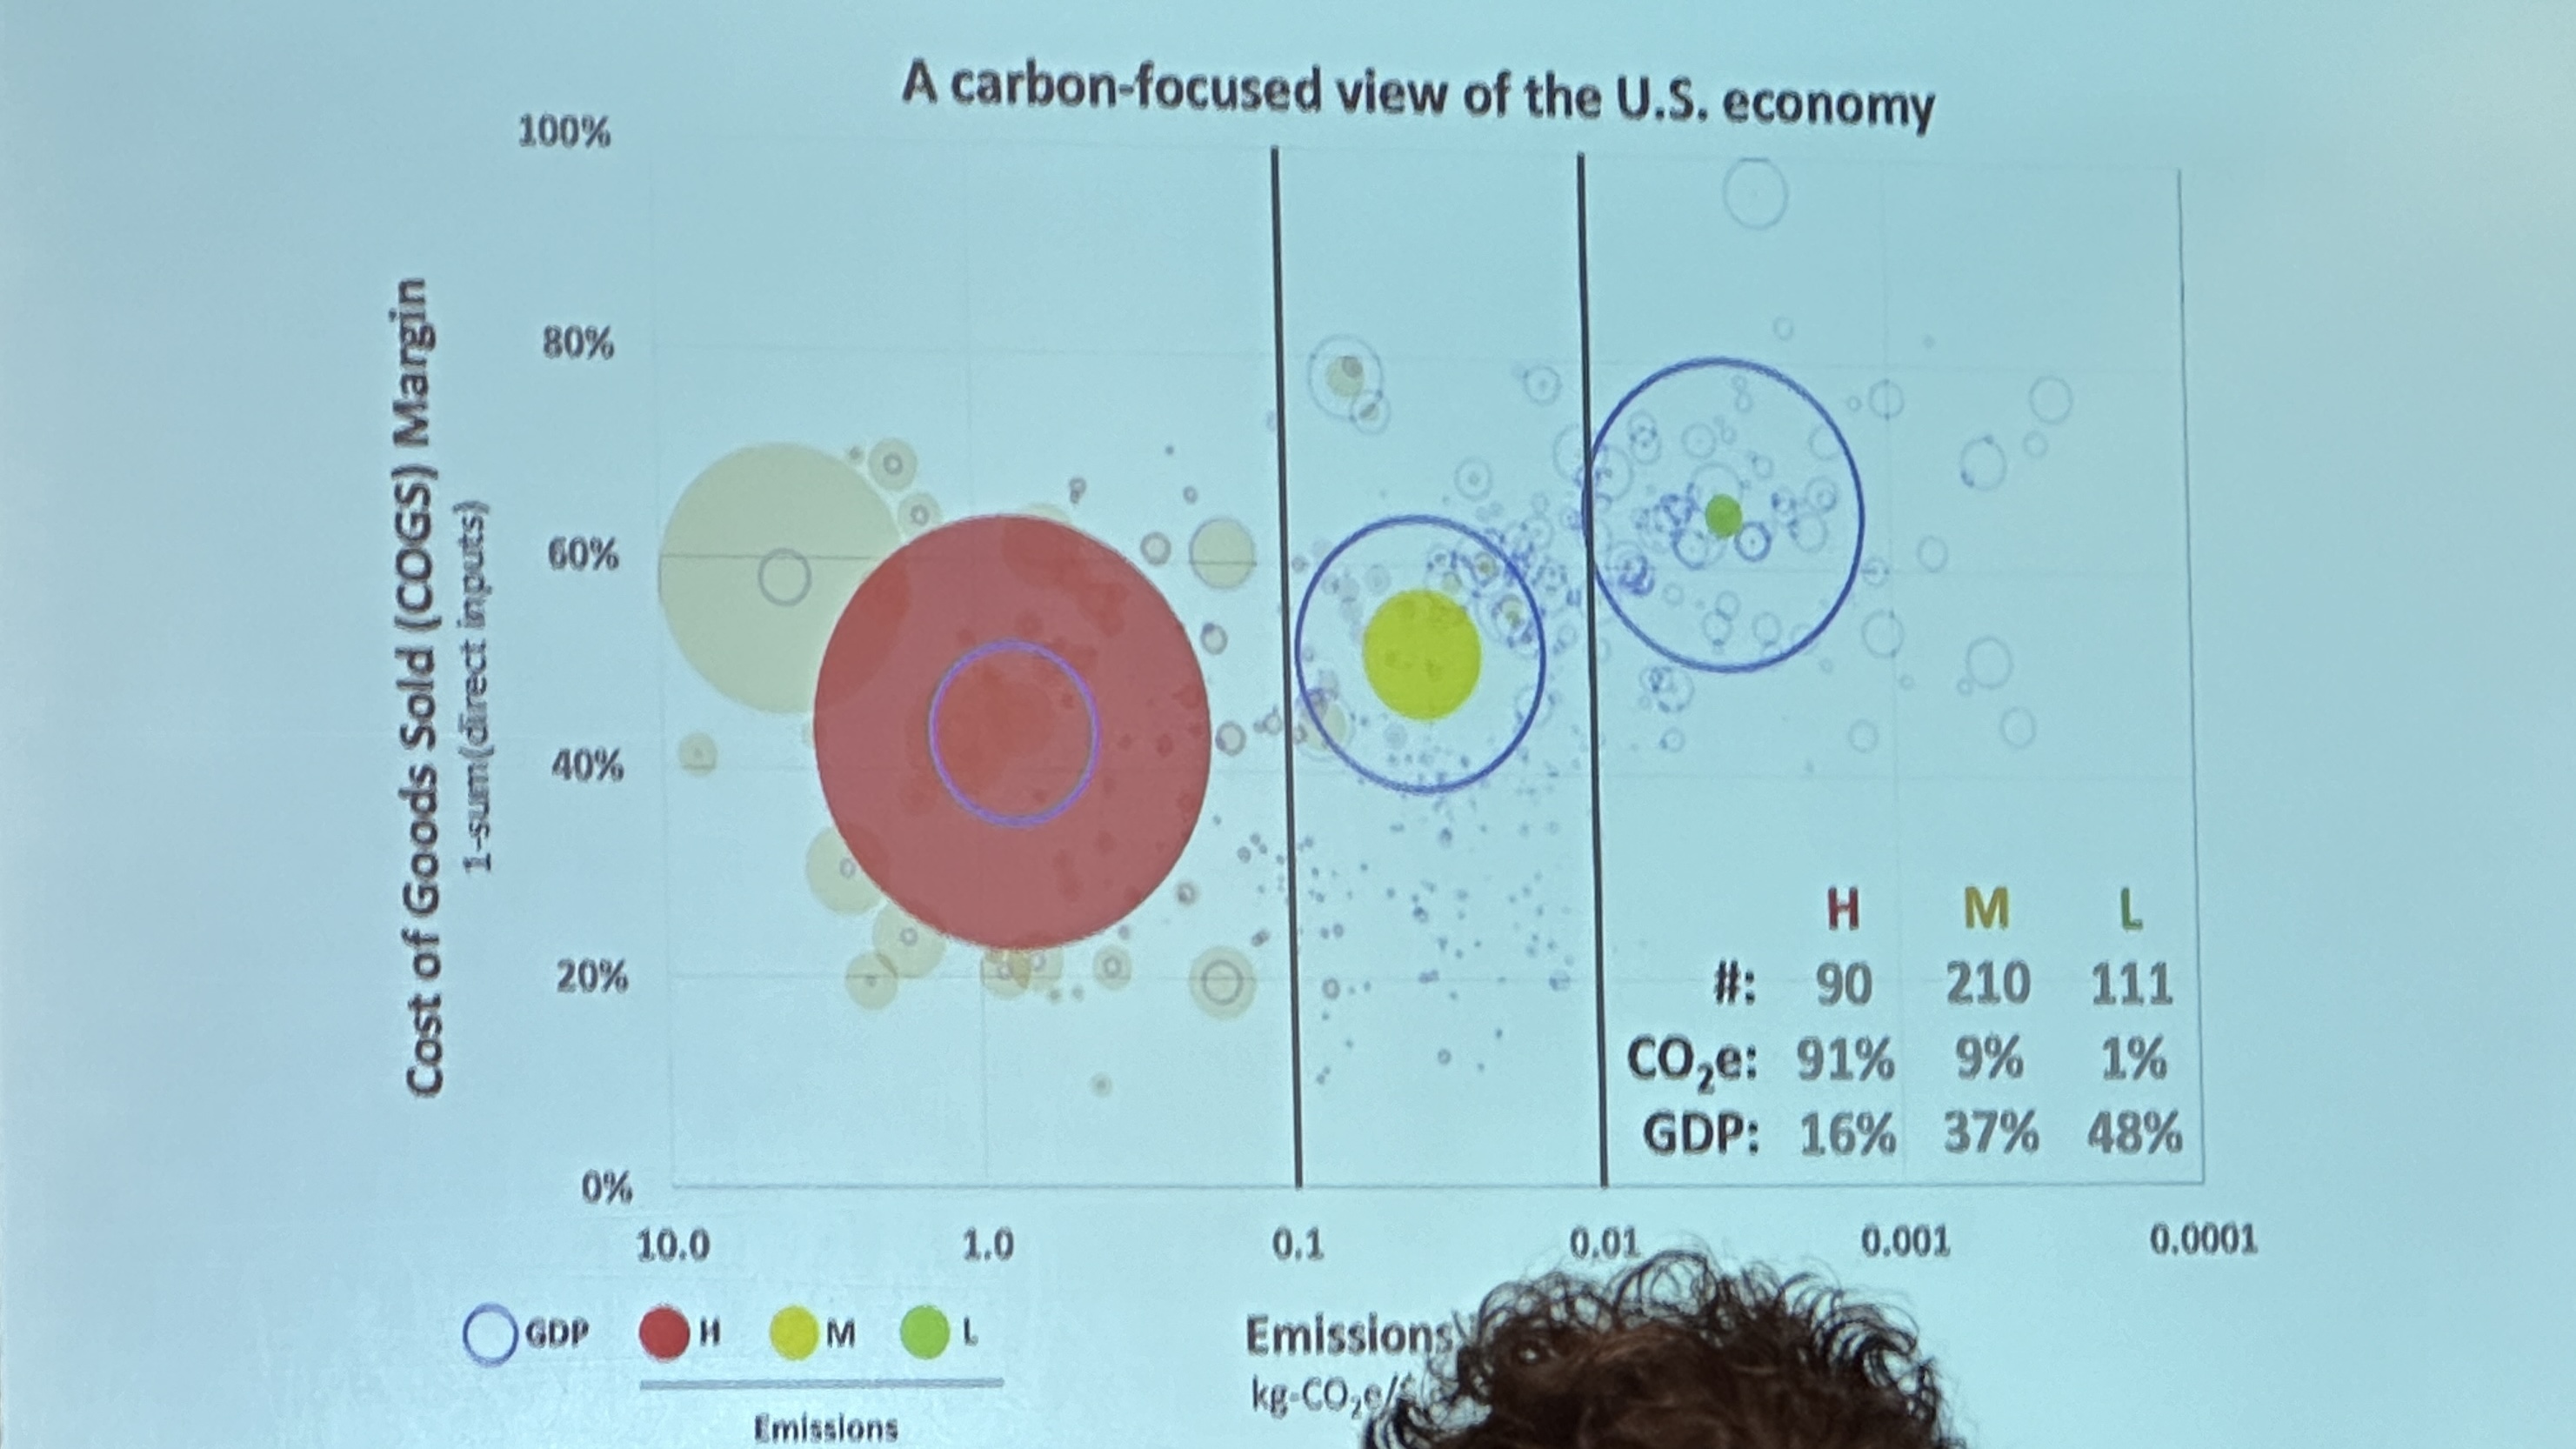 A carbon-focused view of the U.S. economy
Cost of Goods Sold (COGS) Margin
1-sum(direct inputs)
100%
80%
60%
40%
20%
0%
H M L
#: 90 210 111
CO₂e: 91% 9% 1%
GDP: 16% 37% 48%
10.0 1.0 0.1 0.01 0.001 0.0001
GDP H M L
Emissions
Emissions
kg-CO₂e/